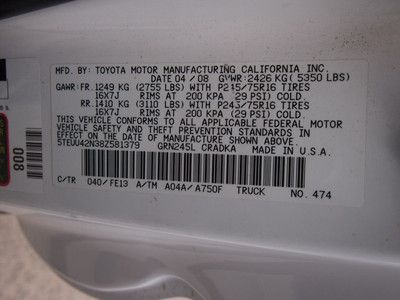 MFD. BY: TOYOTA MOTOR MANUFACTURING CALIFORNIA INC.
DATE 04 / 08 GVWR: 2426 KG ( 5350 LBS)
GAWR: FR. 1249 KG (2755 LBS) WITH P245/75R16 TIRES
16X7J RIMS AT 200 KPA (29 PSI) COLD
RR. 1410 KG (3110 LBS) WITH P245/75R16 TIRES
16X7J RIMS AT 200 KPA (29 PSI) COLD.
THIS VEHICLE CONFORMS TO ALL APPLICABLE FEDERAL MOTOR
VEHICLE SAFETY STANDARDS IN EFFECT ON THE DATE OF
MANUFACTURE SHOWN ABOVE.
5TEUU42N38Z581379 GRN245L CRADKA MADE IN U.S.A.
C/TR 040/FE13 A/TM A04A/A750F TRUCK NO. 474
008